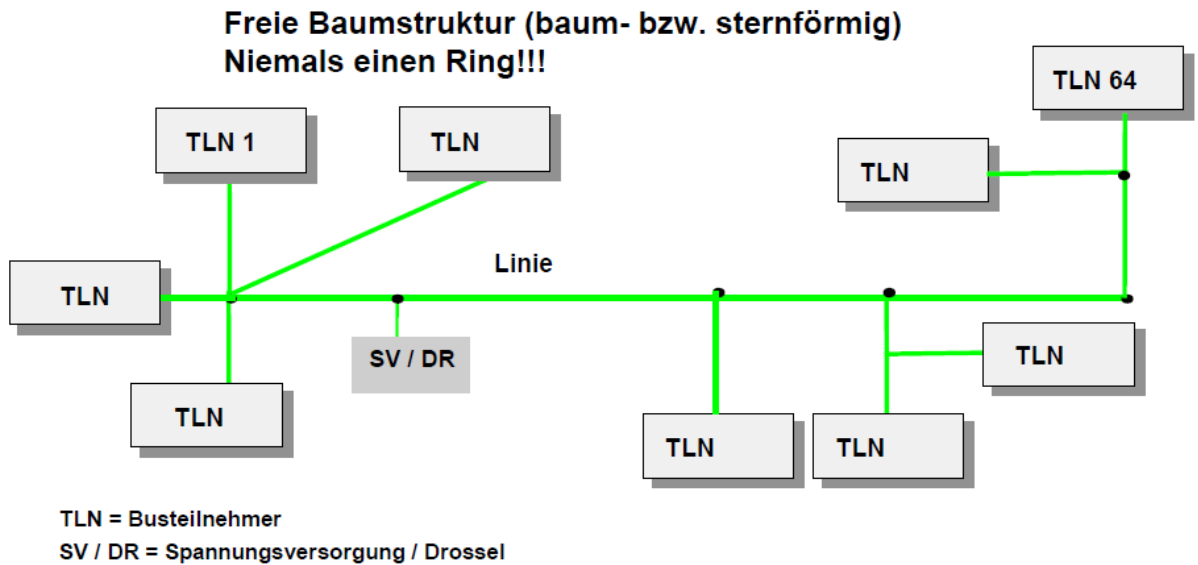 Freie Baumstruktur (baum- bzw. sternförmig)
Niemals einen Ring!!!
TLN 64
TLN 1
TLN
TLN
Linie
TLN
SV / DR
TLN
TLN
TLN
TLN
TLN = Busteilnehmer
SV / DR = Spannungsversorgung / Drossel